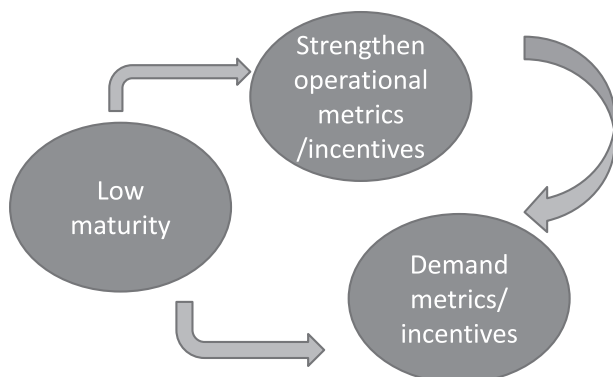 Strengthen
operational
metrics
/incentives
Low
maturity
Demand
metrics/
incentives